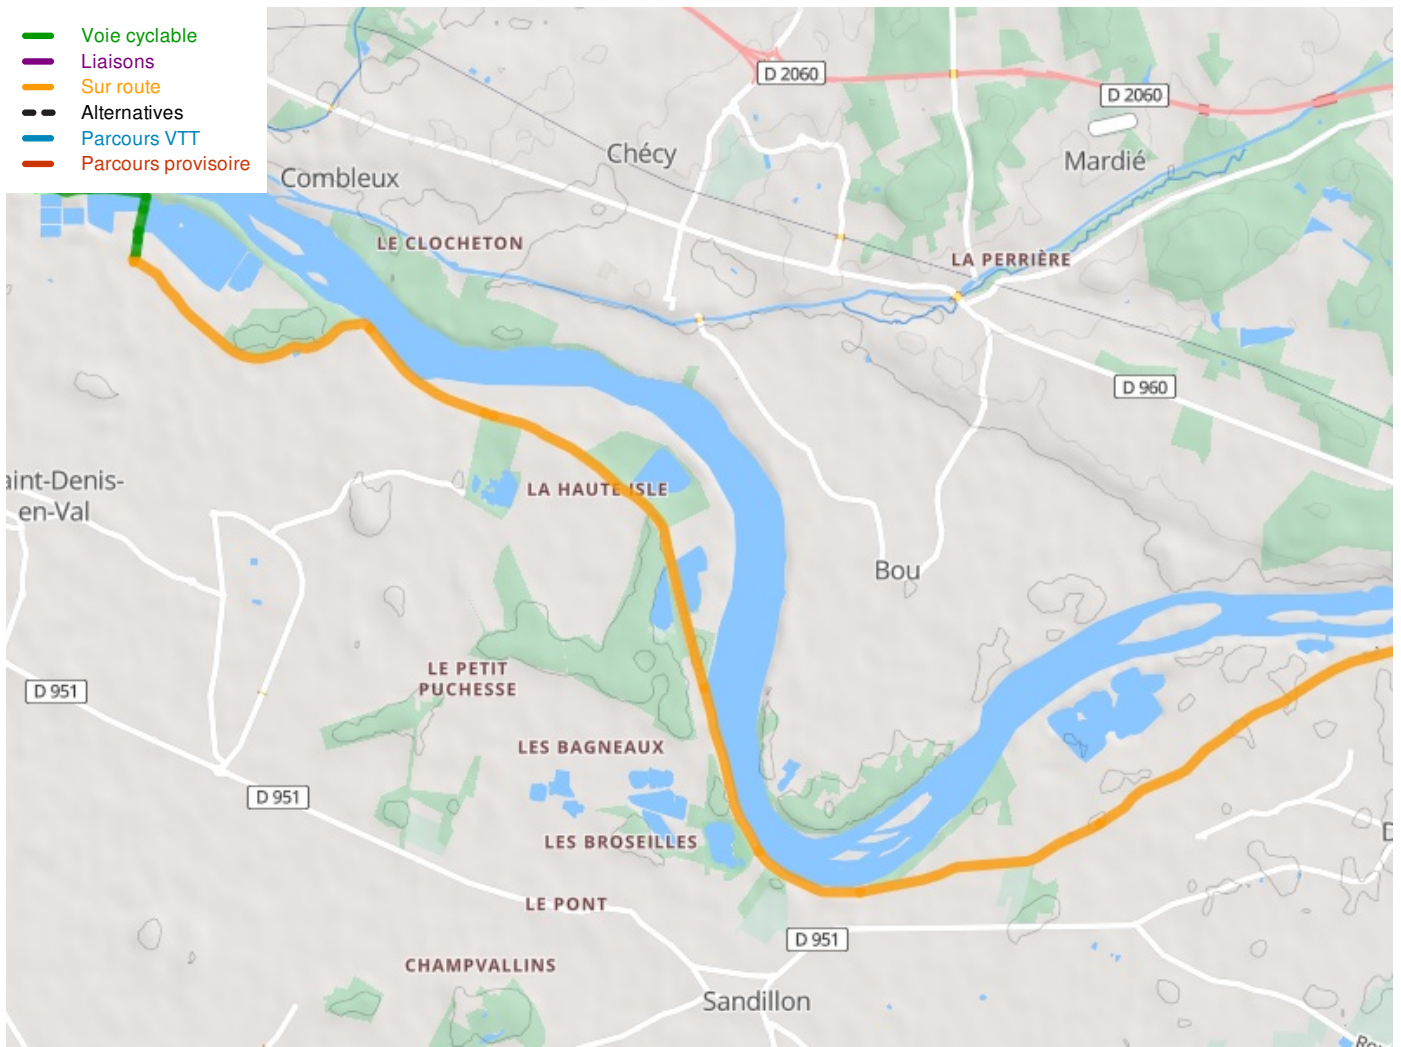 Voie cyclable
Liaisons
Sur route
Alternatives
Parcours VTT
Parcours provisoire
D 2060
D 2060
Chécy
Mardié
Combleux
LE CLOCHETON
LA PERRIÈRE
D 960
aint-Denis-
en-Val
LA HAUTE ISLE
Bou
LE PETIT
PUCHESSE
D 951
LES BAGNEAUX
D 951
LES BROSEILLES
D
LE PONT
D 951
CHAMPVALLINS
Sandillon